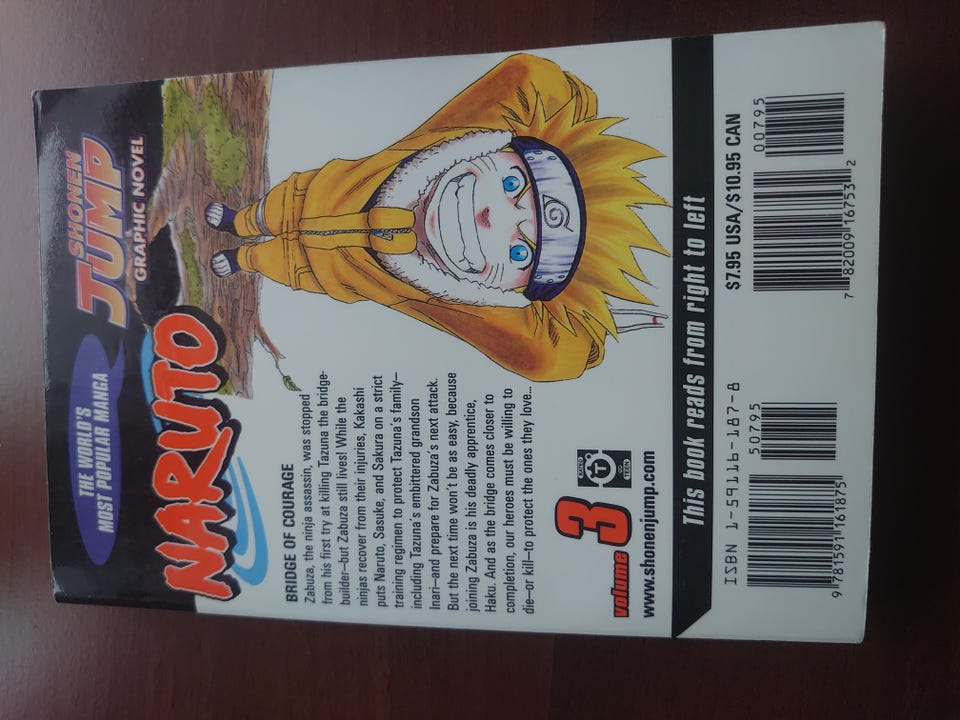 THE WORLD'S
MOST POPULAR MANGA
SHONEN
JUMP
GRAPHIC NOVEL
NARUTO
BRIDGE OF COURAGE
Zabuza, the ninja assassin, was stopped
from his first try at killing Tazuna the bridge-
builder—but Zabuza still lives! While the
ninjas recover from their injuries, Kakashi
puts Naruto, Sasuke, and Sakura on a strict
training regimen to protect Tazuna's family—
including Tazuna's embittered grandson
Inari—and prepare for Zabuza's next attack.
But the next time won't be as easy, because
joining Zabuza is his deadly apprentice,
Haku. And as the bridge comes closer to
completion, our heroes must be willing to
die—or kill—to protect the ones they love...
volume 3
RATED
T
TEEN
www.shonenjump.com
This book reads from right to left
ISBN 1-59116-187-8
50795
9 781591 161875
$7.95 USA/$10.95 CAN
00795
7 82009 16753 2